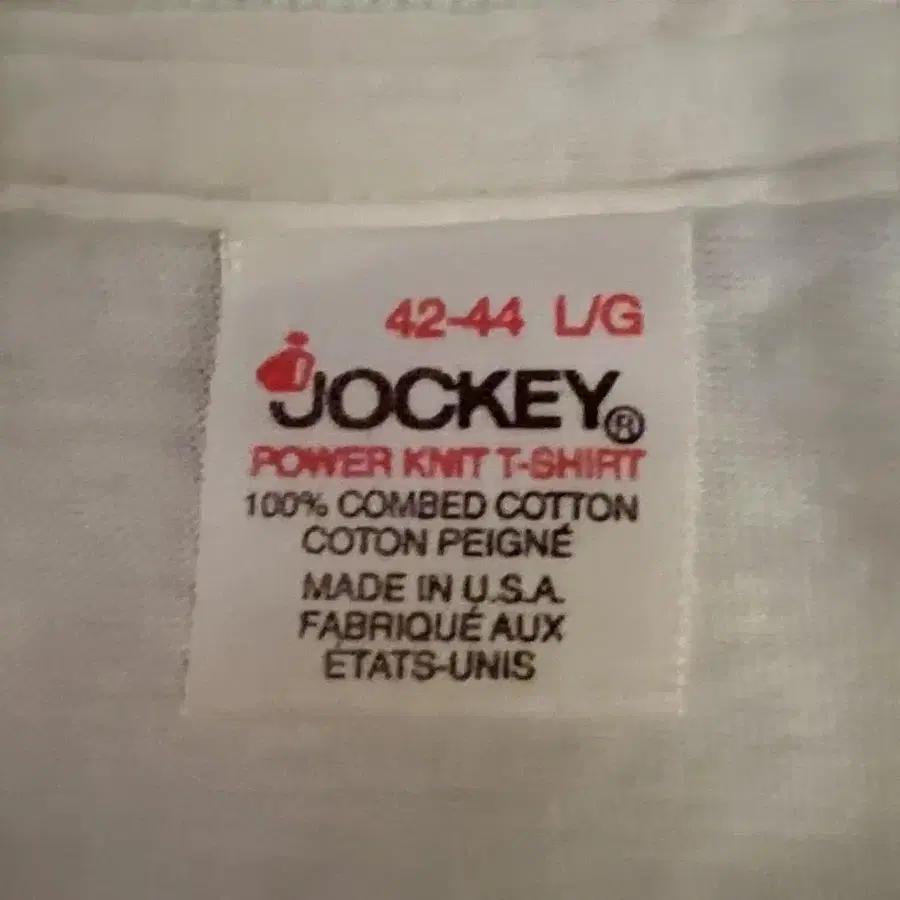 42-44 L/G
JOCKEY®
POWER KNIT T-SHIRT
100% COMBED COTTON
COTON PEIGNÉ
MADE IN U.S.A.
FABRIQUÉ AUX
ÉTATS-UNIS